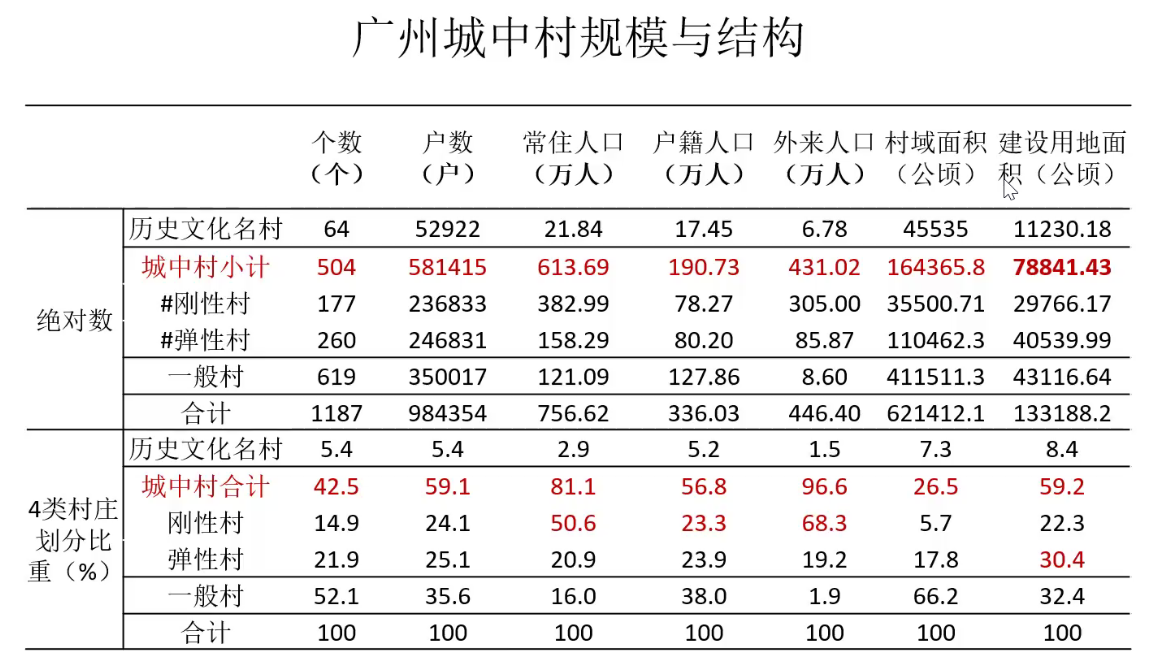 广州城中村规模与结构
个数（个） 户数（户） 常住人口（万人） 户籍人口（万人） 外来人口（万人） 村域面积（公顷） 建设用地面积（公顷）
绝对数
历史文化名村 64 52922 21.84 17.45 6.78 45535 11230.18
城中村小计 504 581415 613.69 190.73 431.02 164365.8 78841.43
#刚性村 177 236833 382.99 78.27 305.00 35500.71 29766.17
#弹性村 260 246831 158.29 80.20 85.87 110462.3 40539.99
一般村 619 350017 121.09 127.86 8.60 411511.3 43116.64
合计 1187 984354 756.62 336.03 446.40 621412.1 133188.2
4类村庄划分比重（%）
历史文化名村 5.4 5.4 2.9 5.2 1.5 7.3 8.4
城中村合计 42.5 59.1 81.1 56.8 96.6 26.5 59.2
刚性村 14.9 24.1 50.6 23.3 68.3 5.7 22.3
弹性村 21.9 25.1 20.9 23.9 19.2 17.8 30.4
一般村 52.1 35.6 16.0 38.0 1.9 66.2 32.4
合计 100 100 100 100 100 100 100